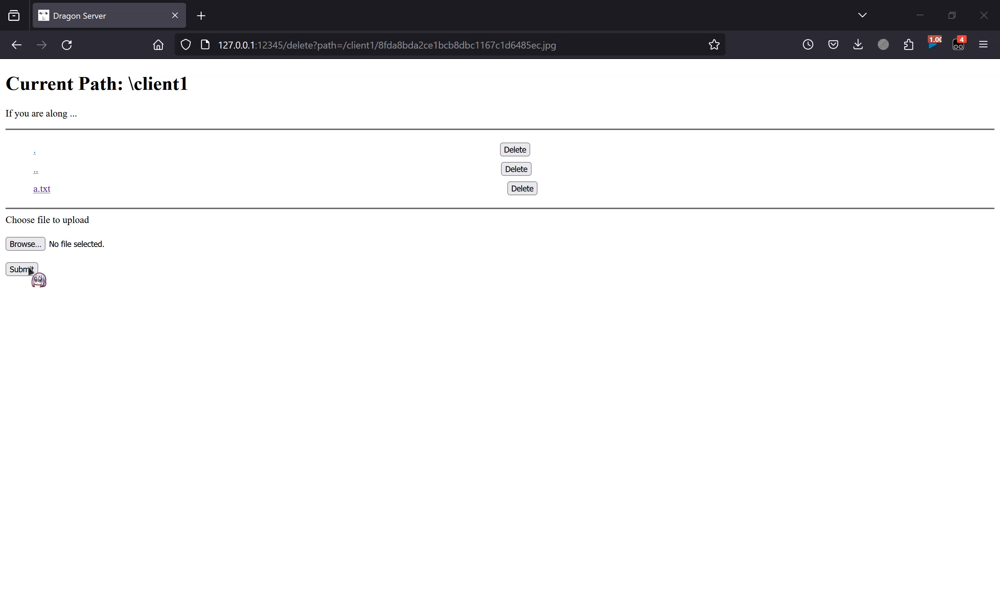 Dragon Server
127.0.0.1:12345/delete?path=/client1/8fda8bda2ce1bcb8dbc1167c1d6485ec.jpg
1.00
4
Current Path: \client1
If you are along ...
. Delete
.. Delete
a.txt Delete
Choose file to upload
Browse... No file selected.
Submit